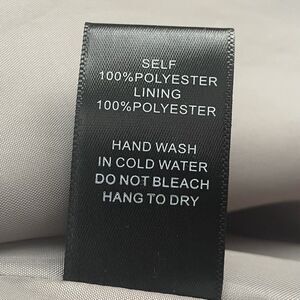 SELF
100%POLYESTER
LINING
100%POLYESTER
HAND WASH
IN COLD WATER
DO NOT BLEACH
HANG TO DRY